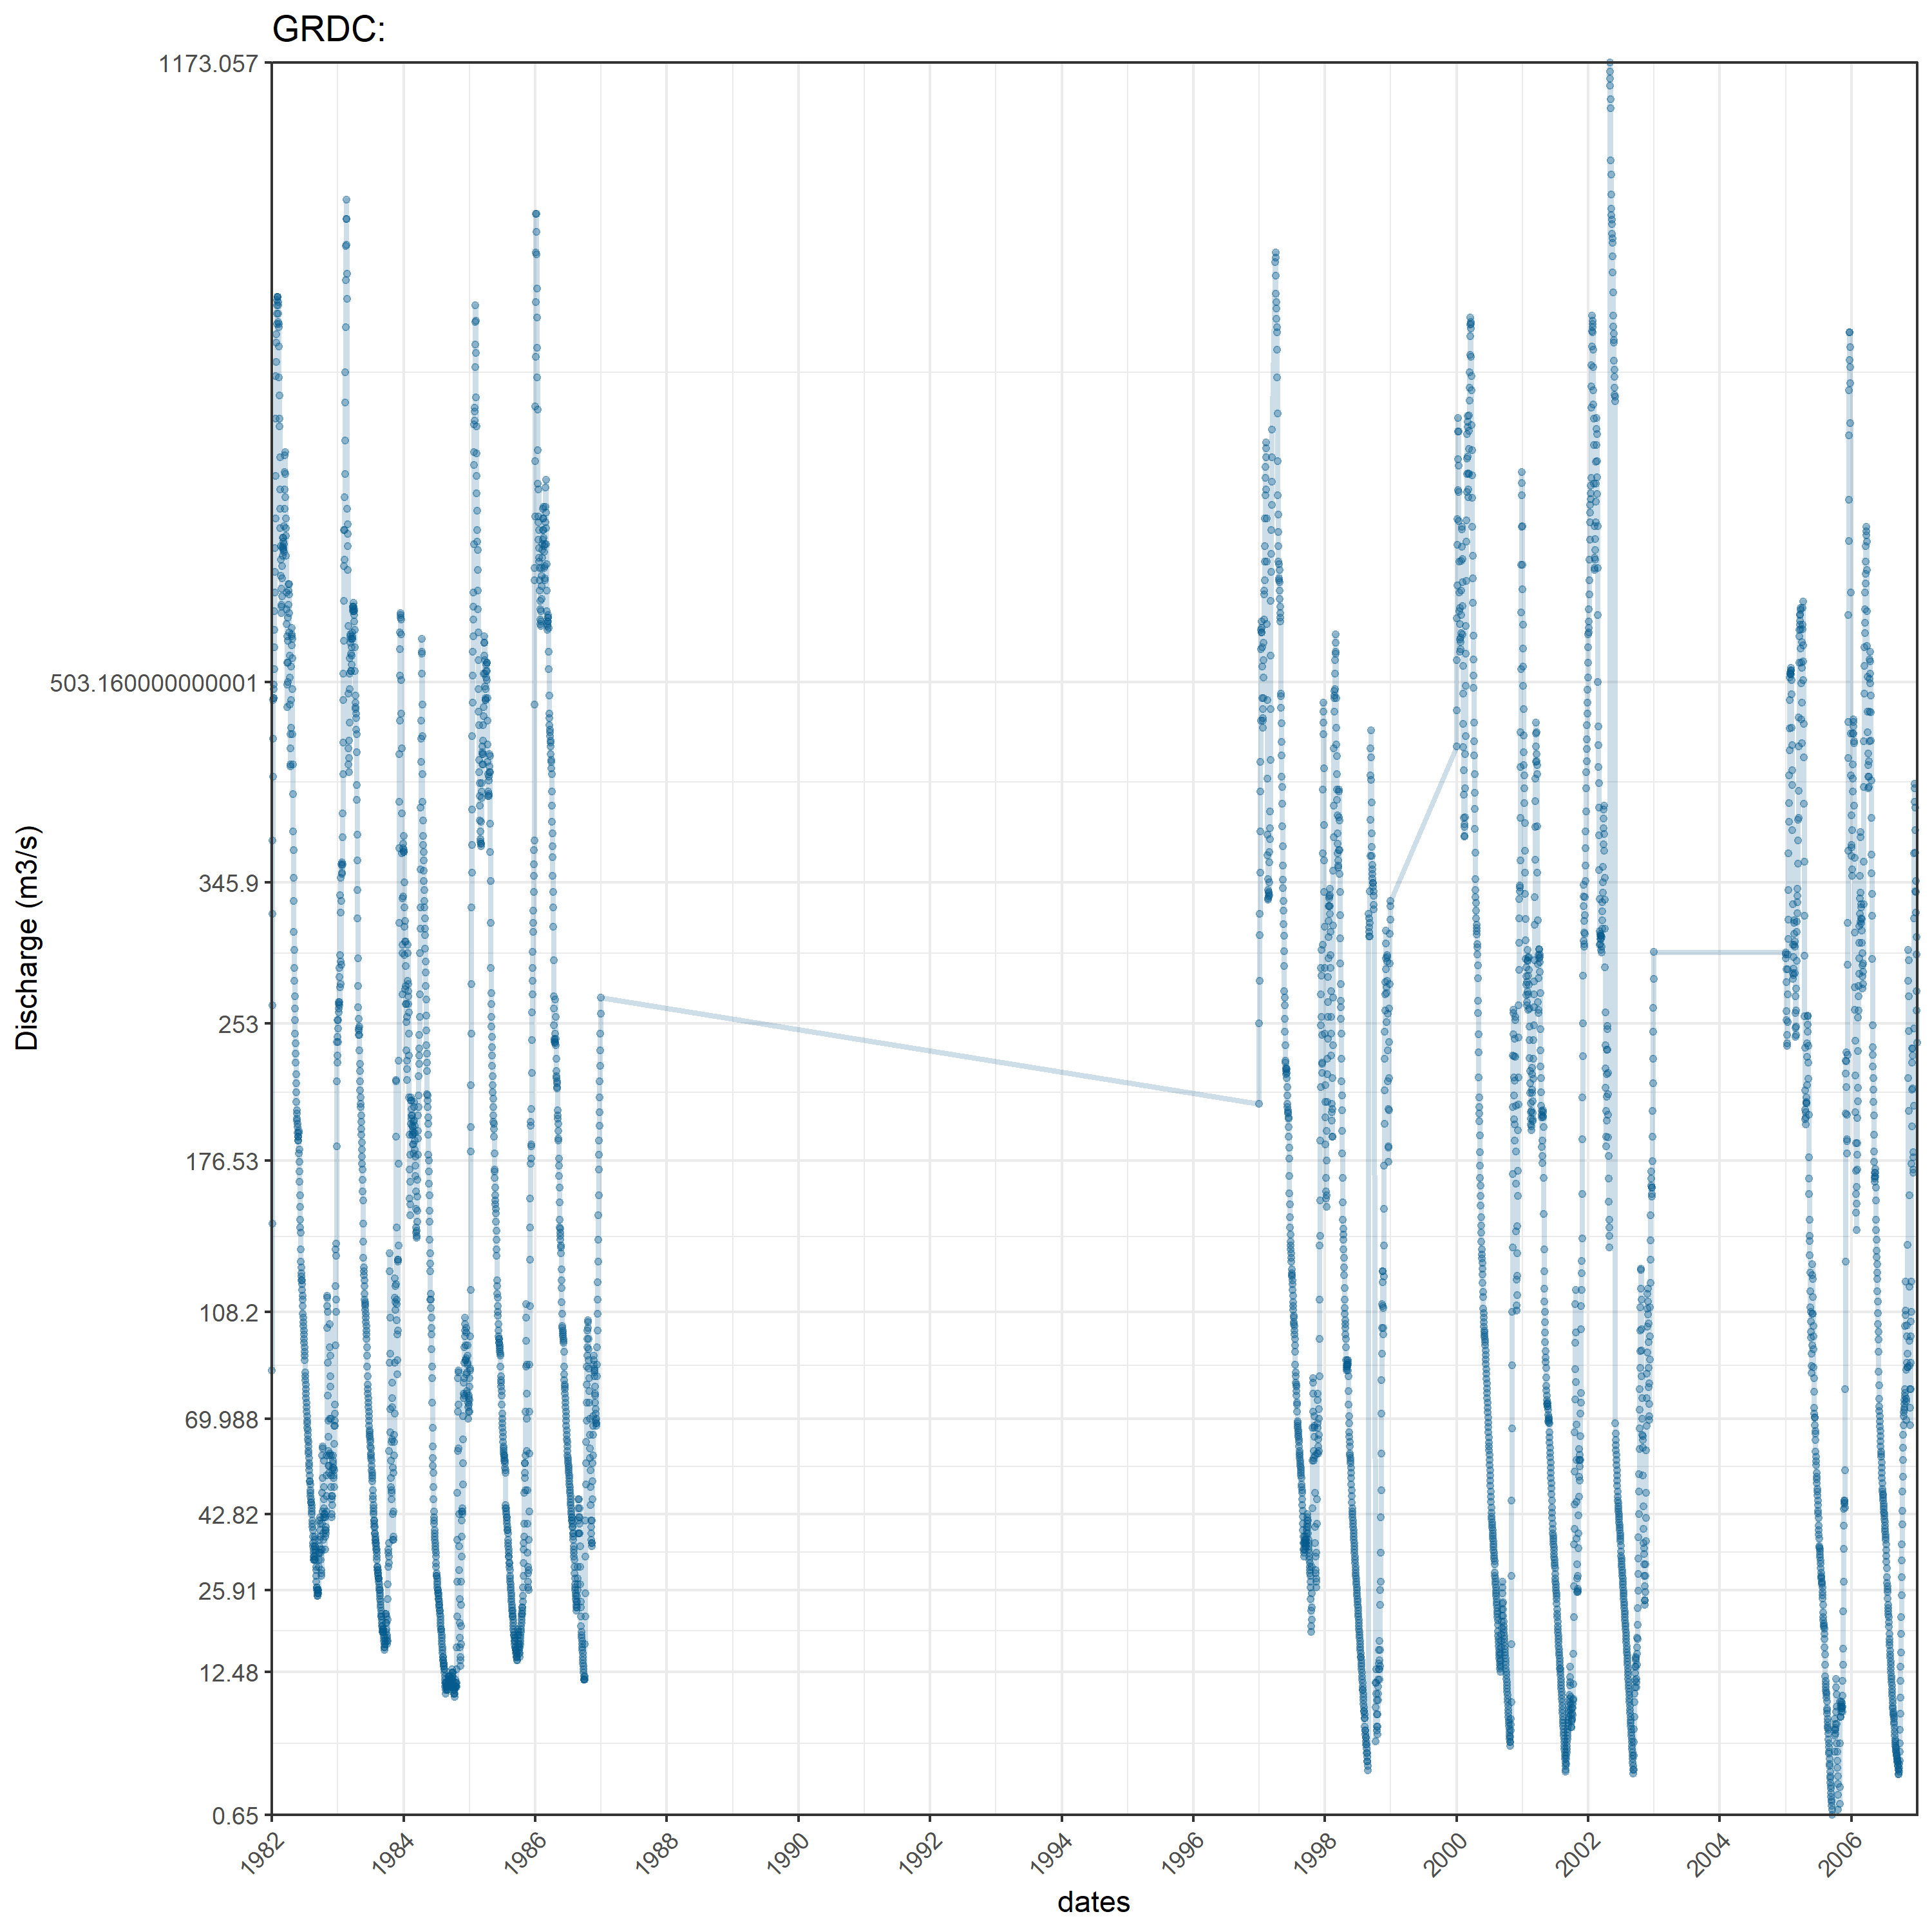 GRDC:
1173.057
503.160000000001
345.9
253
176.53
108.2
69.988
42.82
25.91
12.48
0.65
Discharge (m3/s)
1982 1984 1986 1988 1990 1992 1994 1996 1998 2000 2002 2004 2006
dates